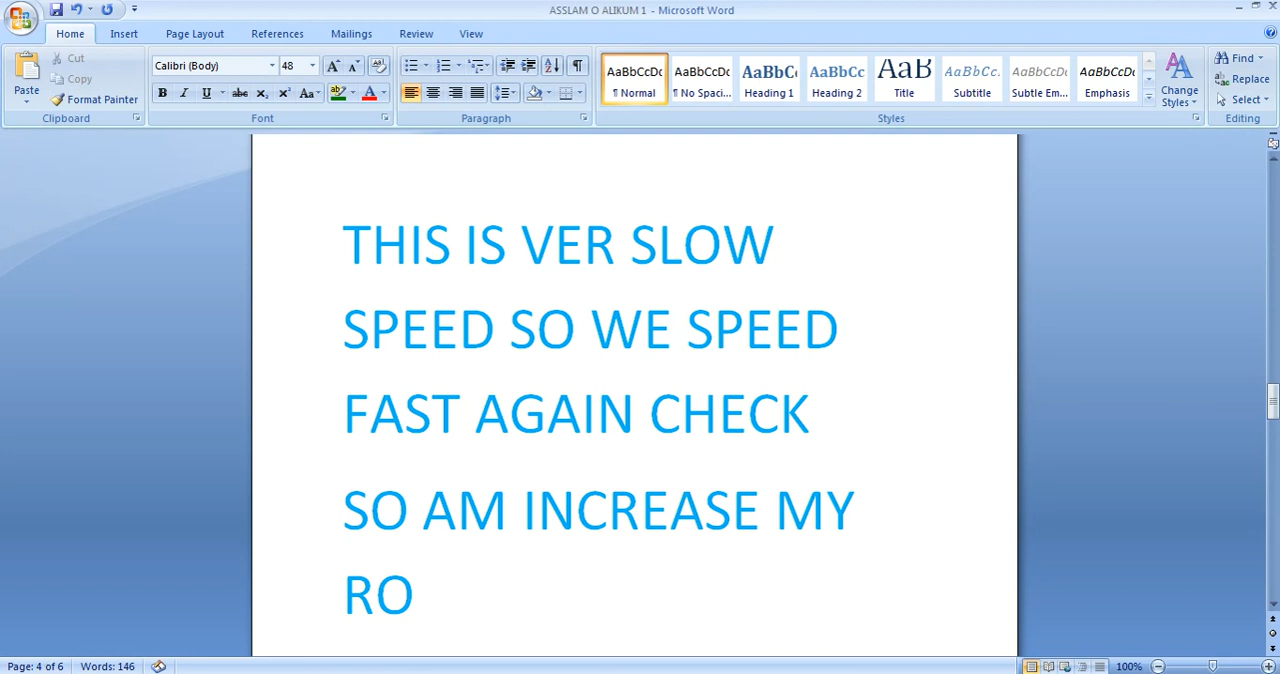 ASSLAM O ALIKUM 1 - Microsoft Word
Home Insert Page Layout References Mailings Review View
Paste
Cut
Copy
Format Painter
Clipboard
Calibri (Body) 48
Font
Paragraph
AaBbCcDc AaBbCcDc AaBbC AaBbCc AaB AaBbCc. AaBbCcDc AaBbCcDc
¶ Normal ¶ No Spaci... Heading 1 Heading 2 Title Subtitle Subtle Em... Emphasis
Change
Styles
Styles
Find
Replace
Select
Editing
THIS IS VER SLOW
SPEED SO WE SPEED
FAST AGAIN CHECK
SO AM INCREASE MY
RO
Page: 4 of 6 Words: 146 100%